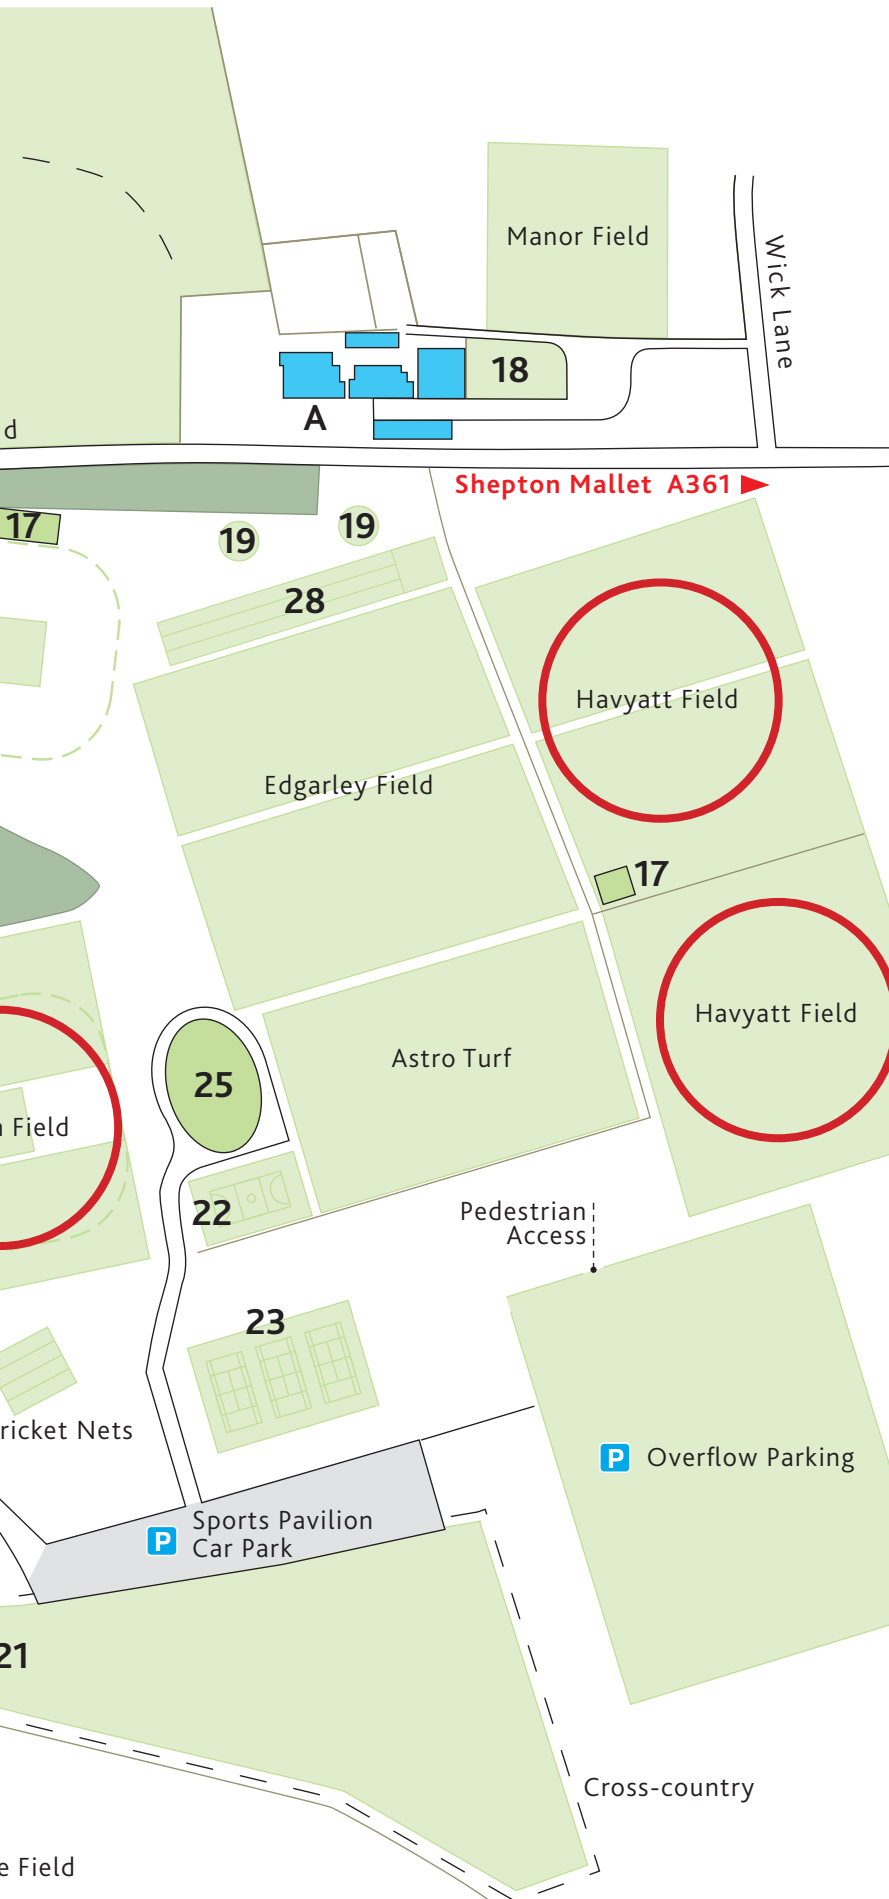 Manor Field
Wick Lane
18
A
d
Shepton Mallet A361
17
19
19
28
Havyatt Field
Edgarley Field
17
Havyatt Field
Astro Turf
25
Field
22
Pedestrian
Access
23
ricket Nets
P
Overflow Parking
P
Sports Pavilion
Car Park
21
Cross-country
e Field